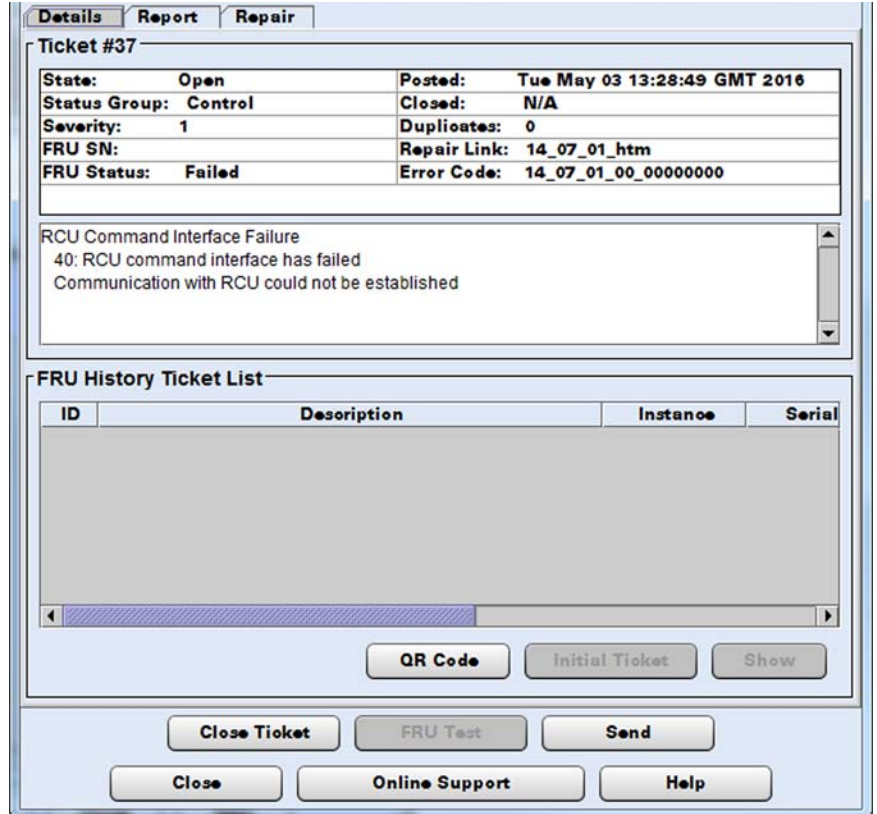 Details Report Repair
Ticket #37
State: Open Posted: Tue May 03 13:28:49 GMT 2016
Status Group: Control Closed: N/A
Severity: 1 Duplicates: 0
FRU SN: Repair Link: 14_07_01_htm
FRU Status: Failed Error Code: 14_07_01_00_00000000
RCU Command Interface Failure
40: RCU command interface has failed
Communication with RCU could not be established
FRU History Ticket List
ID Description Instance Serial
QR Code Initial Ticket Show
Close Ticket FRU Test Send
Close Online Support Help